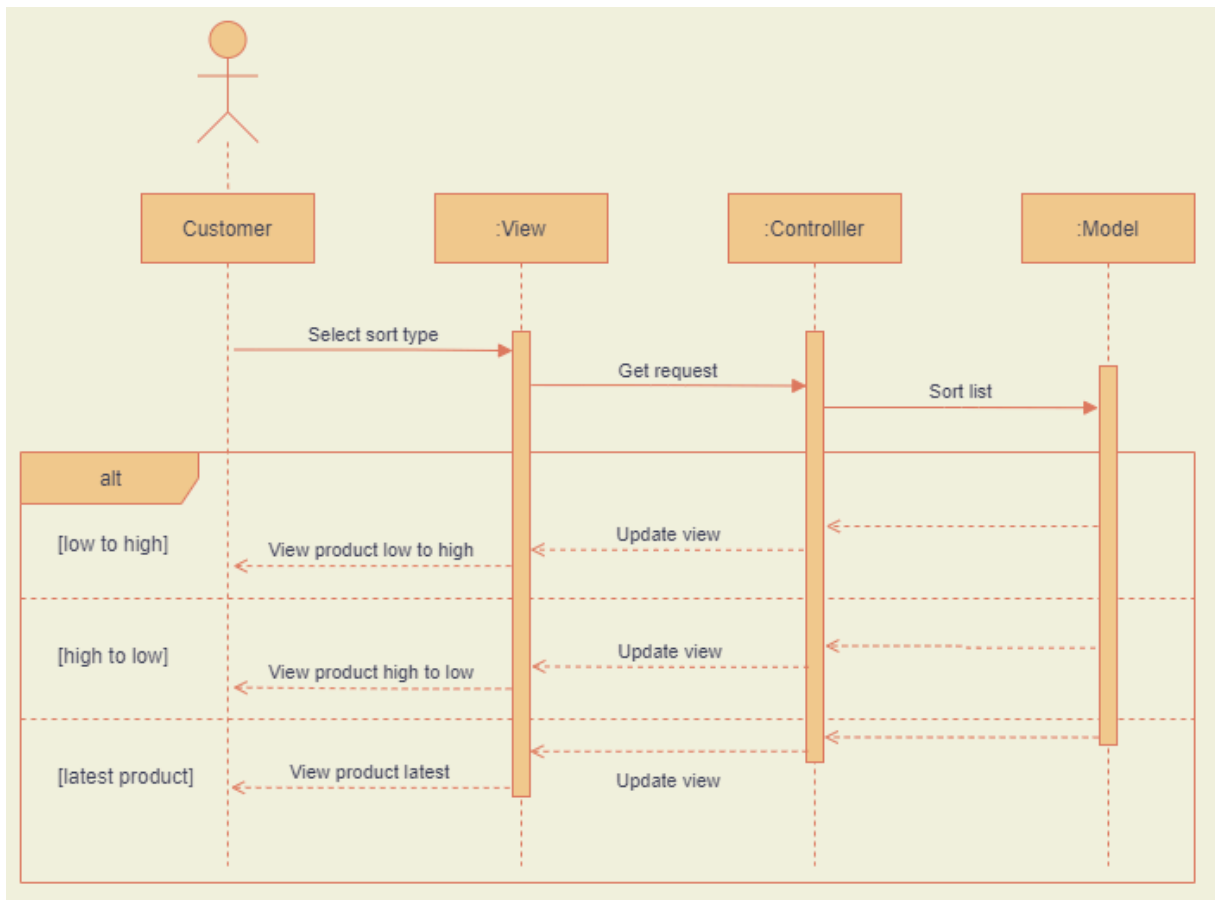 Customer
:View
:Controlller
:Model
Select sort type
Get request
Sort list
alt
[low to high]
View product low to high
Update view
[high to low]
View product high to low
Update view
[latest product]
View product latest
Update view